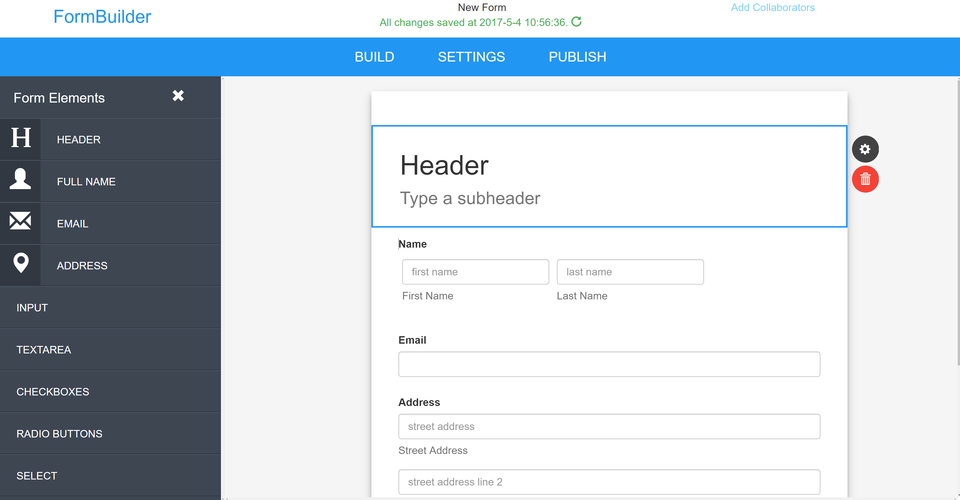 FormBuilder
New Form
All changes saved at 2017-5-4 10:56:36.
Add Collaborators
BUILD SETTINGS PUBLISH
Form Elements
H HEADER
FULL NAME
EMAIL
ADDRESS
INPUT
TEXTAREA
CHECKBOXES
RADIO BUTTONS
SELECT
Header
Type a subheader
Name
first name last name
First Name Last Name
Email
Address
street address
Street Address
street address line 2